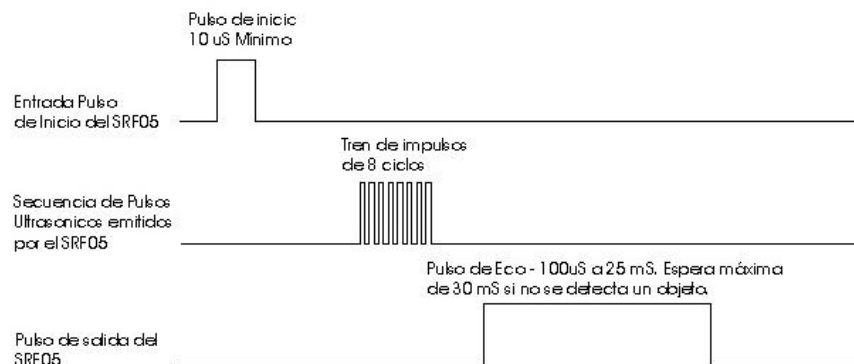 Pulso de inicio
10 uS Mínimo
Entrada Pulso
de Inicio del SRF05
Tren de impulsos
de 8 ciclos
Secuencia de Pulsos
Ultrasonicos emitidos
por el SRF05
Pulso de Eco - 100uS a 25 mS. Espera máxima
de 30 mS si no se detecta un objeto.
Pulso de salida del
SRF05